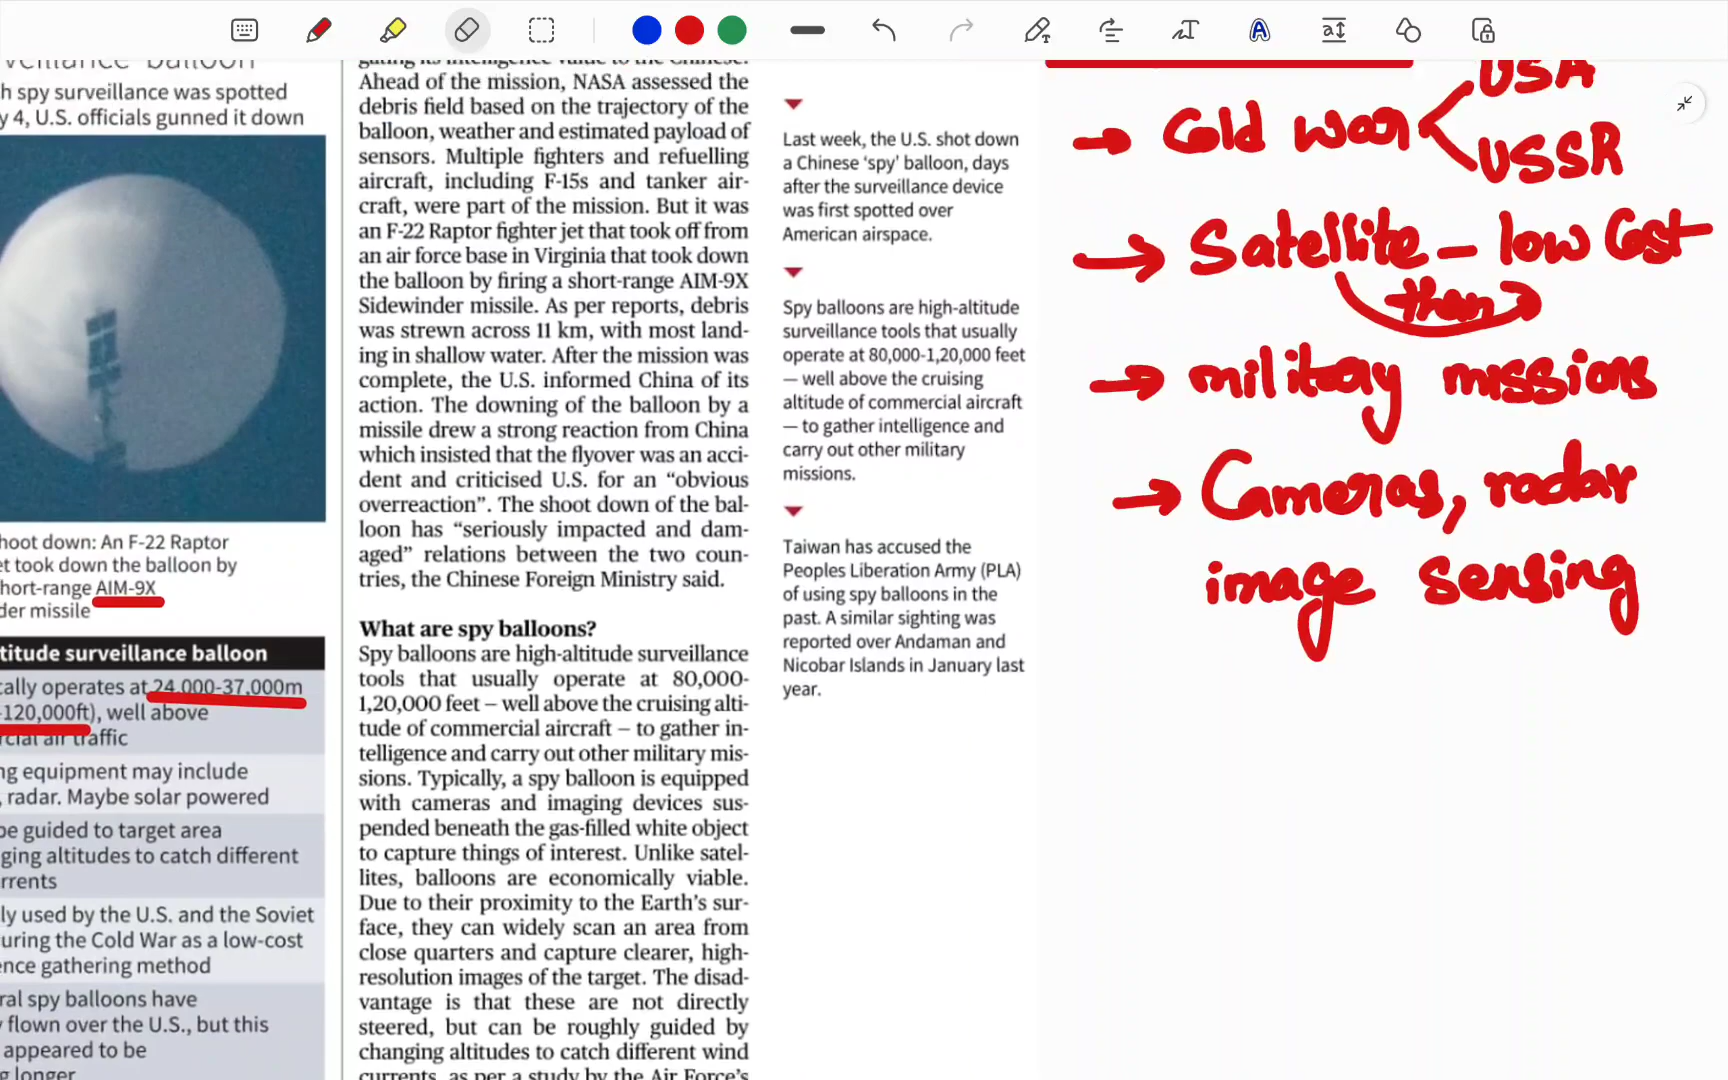 veillance balloon
h spy surveillance was spotted
y 4, U.S. officials gunned it down
hoot down: An F-22 Raptor
et took down the balloon by
hort-range AIM-9X
der missile
titude surveillance balloon
cally operates at 24,000-37,000m
-120,000ft), well above
rcial air traffic
ng equipment may include
, radar. Maybe solar powered
be guided to target area
ging altitudes to catch different
rrents
ly used by the U.S. and the Soviet
uring the Cold War as a low-cost
ence gathering method
ral spy balloons have
y flown over the U.S., but this
appeared to be
g longer
gating its intelligence value to the Chinese.
Ahead of the mission, NASA assessed the
debris field based on the trajectory of the
balloon, weather and estimated payload of
sensors. Multiple fighters and refuelling
aircraft, including F-15s and tanker air-
craft, were part of the mission. But it was
an F-22 Raptor fighter jet that took off from
an air force base in Virginia that took down
the balloon by firing a short-range AIM-9X
Sidewinder missile. As per reports, debris
was strewn across 11 km, with most land-
ing in shallow water. After the mission was
complete, the U.S. informed China of its
action. The downing of the balloon by a
missile drew a strong reaction from China
which insisted that the flyover was an acci-
dent and criticised U.S. for an “obvious
overreaction”. The shoot down of the bal-
loon has “seriously impacted and dam-
aged” relations between the two coun-
tries, the Chinese Foreign Ministry said.
What are spy balloons?
Spy balloons are high-altitude surveillance
tools that usually operate at 80,000-
1,20,000 feet – well above the cruising alti-
tude of commercial aircraft – to gather in-
telligence and carry out other military mis-
sions. Typically, a spy balloon is equipped
with cameras and imaging devices sus-
pended beneath the gas-filled white object
to capture things of interest. Unlike satel-
lites, balloons are economically viable.
Due to their proximity to the Earth’s sur-
face, they can widely scan an area from
close quarters and capture clearer, high-
resolution images of the target. The disad-
vantage is that these are not directly
steered, but can be roughly guided by
changing altitudes to catch different wind
currents, as per a study by the Air Force’s
Last week, the U.S. shot down
a Chinese ‘spy’ balloon, days
after the surveillance device
was first spotted over
American airspace.
Spy balloons are high-altitude
surveillance tools that usually
operate at 80,000-1,20,000 feet
— well above the cruising
altitude of commercial aircraft
— to gather intelligence and
carry out other military
missions.
Taiwan has accused the
Peoples Liberation Army (PLA)
of using spy balloons in the
past. A similar sighting was
reported over Andaman and
Nicobar Islands in January last
year.
USA
→ Cold war
USSR
→ Satellite – low Cost
than
→ military missions
→ Cameras, radar
image sensing